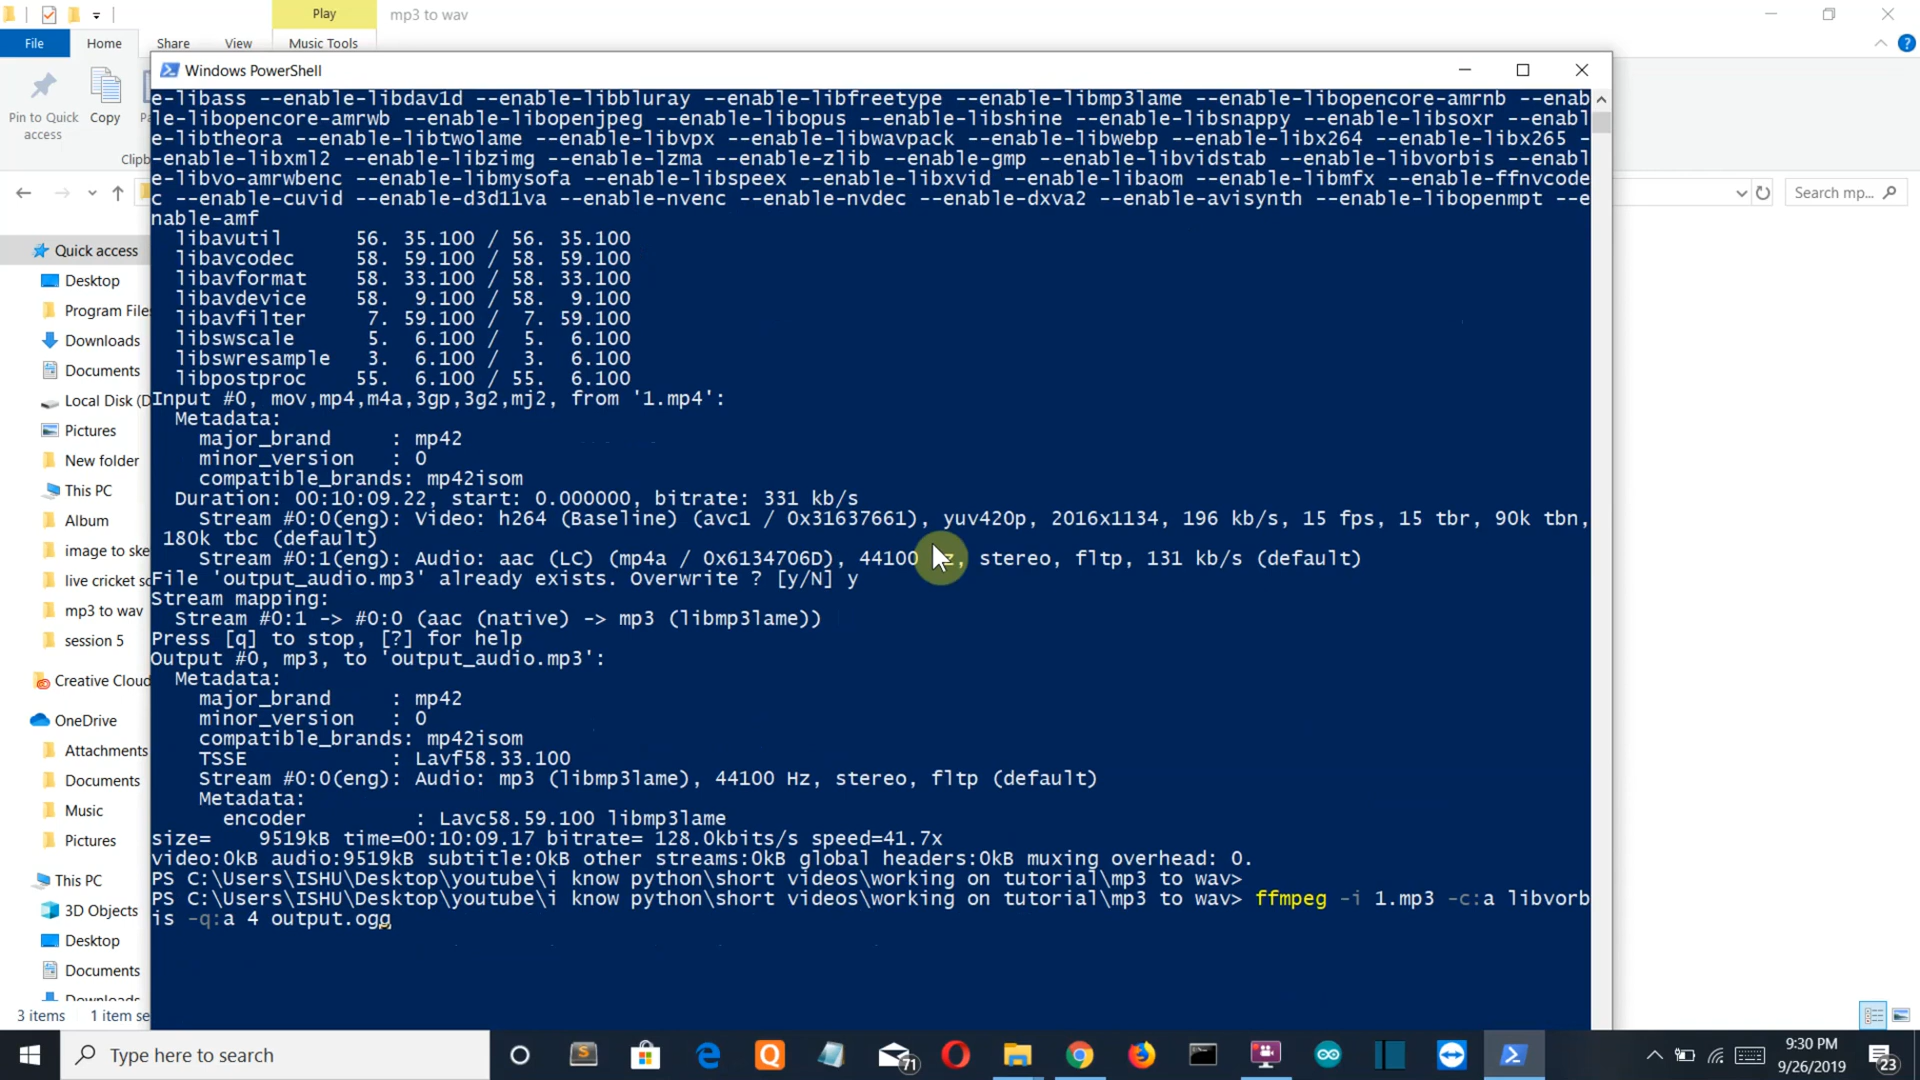 Play
mp3 to wav
File
Home
Share
View
Music Tools
Pin to Quick
access
Copy
Clipb
Search mp...
Quick access
Desktop
Program Files
Downloads
Documents
Local Disk (D
Pictures
New folder
This PC
Album
image to ske
live cricket sc
mp3 to wav
session 5
Creative Cloud
OneDrive
Attachments
Documents
Music
Pictures
This PC
3D Objects
Desktop
Documents
Downloads
3 items 1 item se
Windows PowerShell
e-libass --enable-libdav1d --enable-libbluray --enable-libfreetype --enable-libmp3lame --enable-libopencore-amrnb --enab
le-libopencore-amrwb --enable-libopenjpeg --enable-libopus --enable-libshine --enable-libsnappy --enable-libsoxr --enabl
e-libtheora --enable-libtwolame --enable-libvpx --enable-libwavpack --enable-libwebp --enable-libx264 --enable-libx265 -
-enable-libxml2 --enable-libzimg --enable-lzma --enable-zlib --enable-gmp --enable-libvidstab --enable-libvorbis --enabl
e-libvo-amrwbenc --enable-libmysofa --enable-libspeex --enable-libxvid --enable-libaom --enable-libmfx --enable-ffnvcode
c --enable-cuvid --enable-d3d11va --enable-nvenc --enable-nvdec --enable-dxva2 --enable-avisynth --enable-libopenmpt --e
nable-amf
libavutil 56. 35.100 / 56. 35.100
libavcodec 58. 59.100 / 58. 59.100
libavformat 58. 33.100 / 58. 33.100
libavdevice 58. 9.100 / 58. 9.100
libavfilter 7. 59.100 / 7. 59.100
libswscale 5. 6.100 / 5. 6.100
libswresample 3. 6.100 / 3. 6.100
libpostproc 55. 6.100 / 55. 6.100
Input #0, mov,mp4,m4a,3gp,3g2,mj2, from '1.mp4':
Metadata:
major_brand : mp42
minor_version : 0
compatible_brands: mp42isom
Duration: 00:10:09.22, start: 0.000000, bitrate: 331 kb/s
Stream #0:0(eng): Video: h264 (Baseline) (avc1 / 0x31637661), yuv420p, 2016x1134, 196 kb/s, 15 fps, 15 tbr, 90k tbn,
180k tbc (default)
Stream #0:1(eng): Audio: aac (LC) (mp4a / 0x6134706D), 44100 z, stereo, fltp, 131 kb/s (default)
File 'output_audio.mp3' already exists. Overwrite ? [y/N] y
Stream mapping:
Stream #0:1 -> #0:0 (aac (native) -> mp3 (libmp3lame))
Press [q] to stop, [?] for help
Output #0, mp3, to 'output_audio.mp3':
Metadata:
major_brand : mp42
minor_version : 0
compatible_brands: mp42isom
TSSE : Lavf58.33.100
Stream #0:0(eng): Audio: mp3 (libmp3lame), 44100 Hz, stereo, fltp (default)
Metadata:
encoder : Lavc58.59.100 libmp3lame
size= 9519kB time=00:10:09.17 bitrate= 128.0kbits/s speed=41.7x
video:0kB audio:9519kB subtitle:0kB other streams:0kB global headers:0kB muxing overhead: 0.
PS C:\Users\ISHU\Desktop\youtube\i know python\short videos\working on tutorial\mp3 to wav>
PS C:\Users\ISHU\Desktop\youtube\i know python\short videos\working on tutorial\mp3 to wav> ffmpeg -i 1.mp3 -c:a libvorb
is -q:a 4 output.ogg
Type here to search
71
9:30 PM
9/26/2019
23